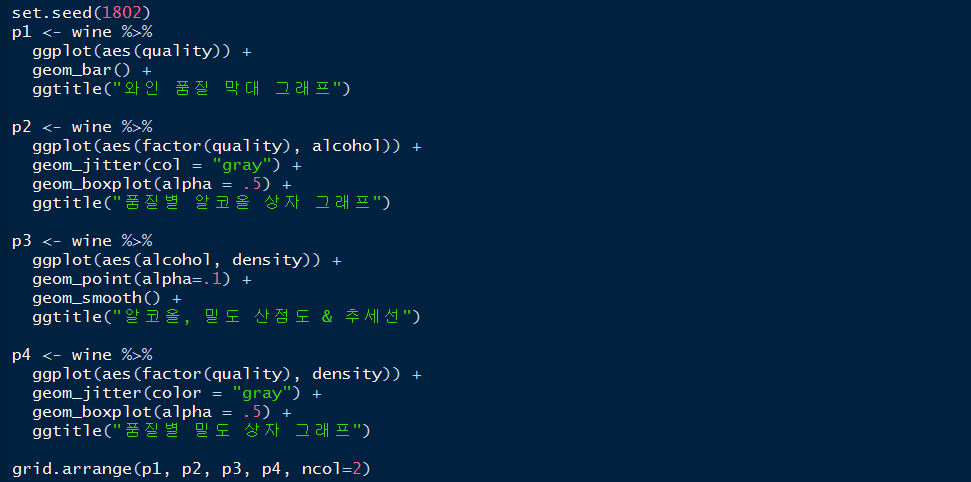 set.seed(1802)
p1 <- wine %>%
  ggplot(aes(quality)) +
  geom_bar() +
  ggtitle("와인 품질 막대 그래프")

p2 <- wine %>%
  ggplot(aes(factor(quality), alcohol)) +
  geom_jitter(col = "gray") +
  geom_boxplot(alpha = .5) +
  ggtitle("품질별 알코올 상자 그래프")

p3 <- wine %>%
  ggplot(aes(alcohol, density)) +
  geom_point(alpha=.1) +
  geom_smooth() +
  ggtitle("알코올, 밀도 산점도 & 추세선")

p4 <- wine %>%
  ggplot(aes(factor(quality), density)) +
  geom_jitter(color = "gray") +
  geom_boxplot(alpha = .5) +
  ggtitle("품질별 밀도 상자 그래프")

grid.arrange(p1, p2, p3, p4, ncol=2)